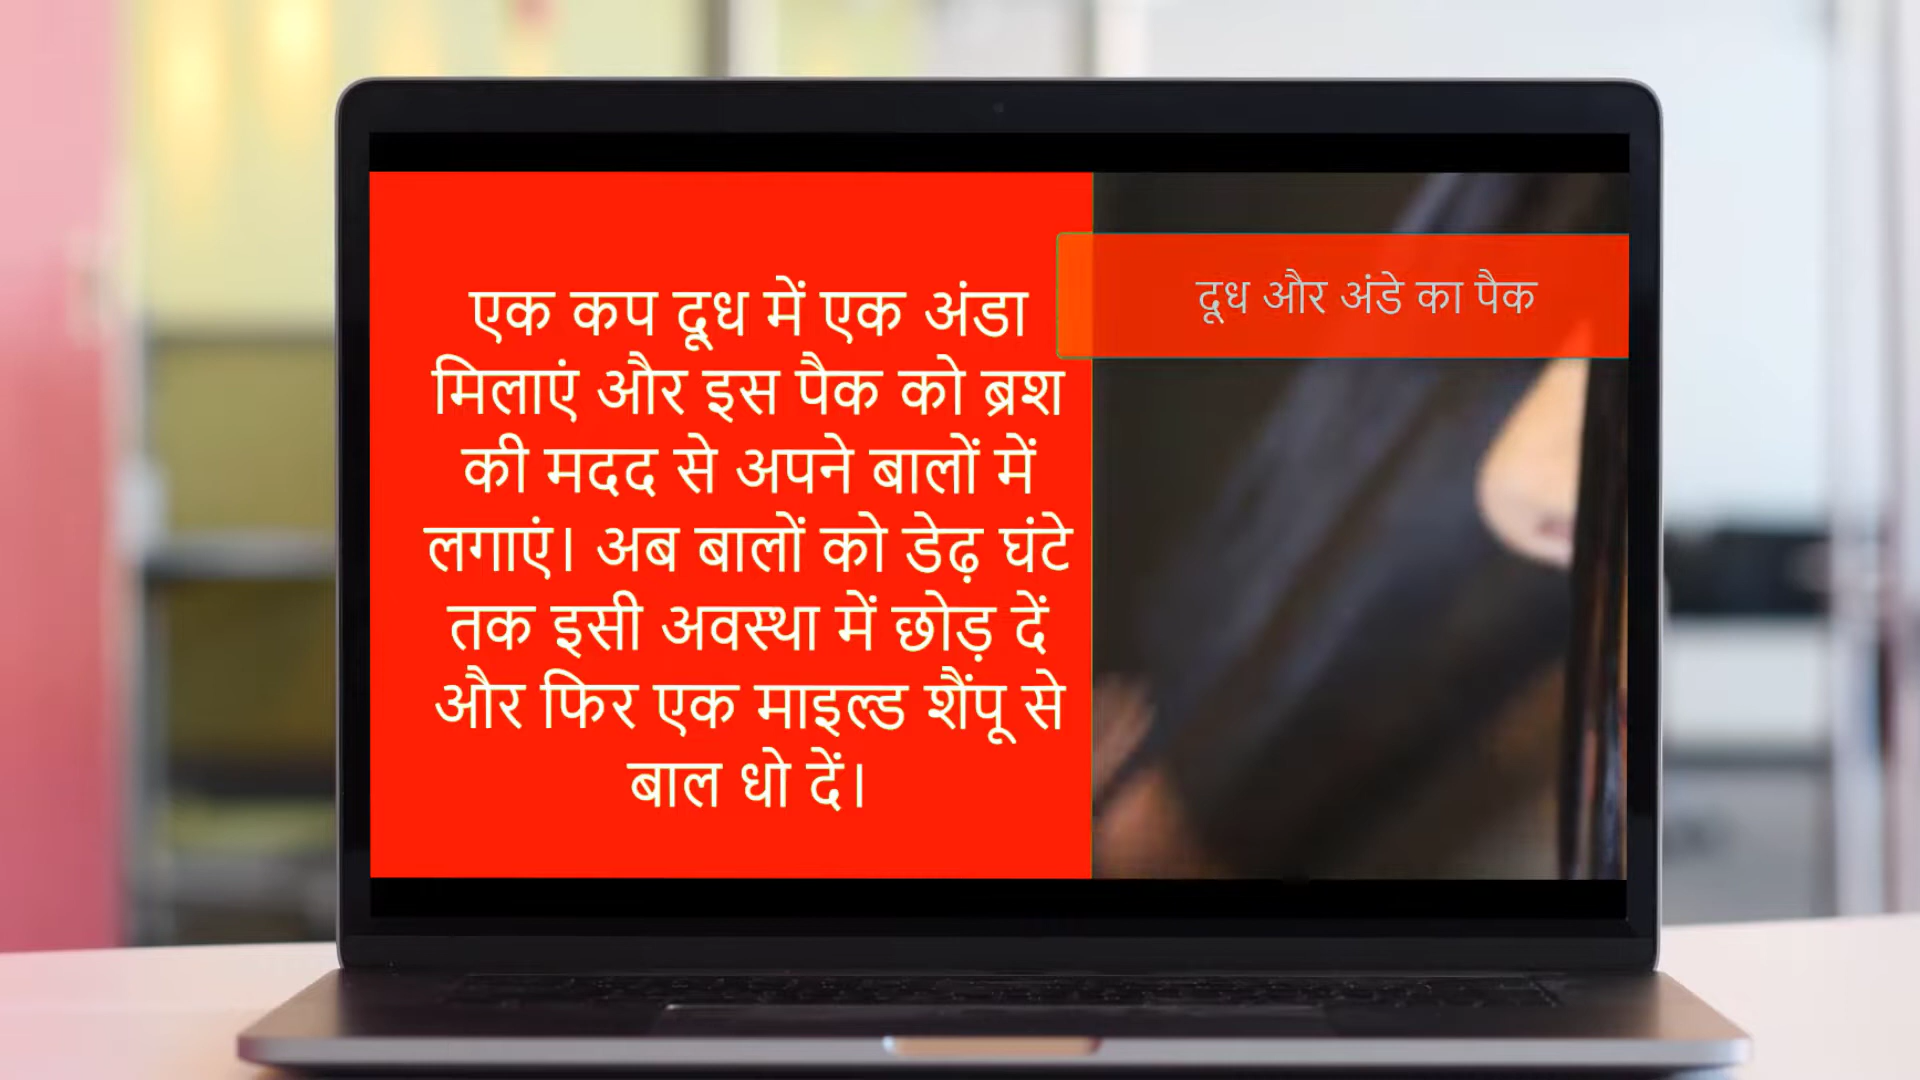 दूध और अंडे का पैक
एक कप दूध में एक अंडा
मिलाएं और इस पैक को ब्रश
की मदद से अपने बालों में
लगाएं। अब बालों को डेढ़ घंटे
तक इसी अवस्था में छोड़ दें
और फिर एक माइल्ड शैंपू से
बाल धो दें।